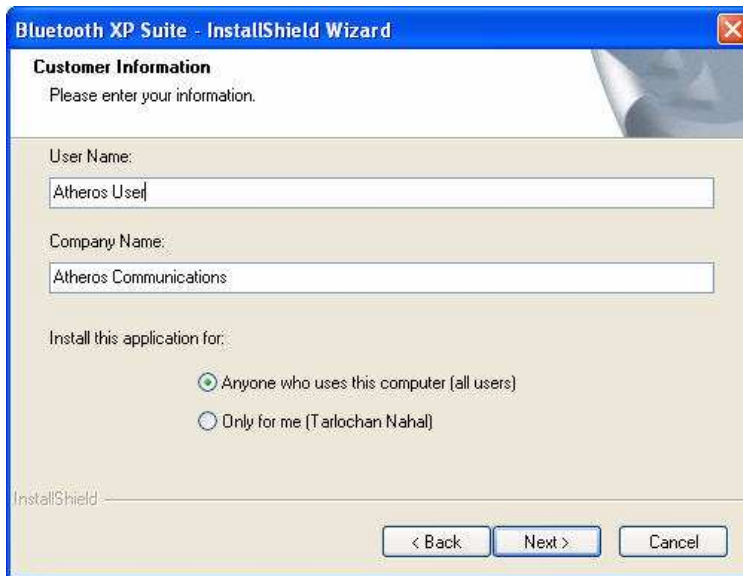 Bluetooth XP Suite - InstallShield Wizard
Customer Information
Please enter your information.
User Name:
Atheros User
Company Name:
Atheros Communications
Install this application for:
Anyone who uses this computer (all users)
Only for me (Tarlochan Nahal)
InstallShield
< Back Next > Cancel